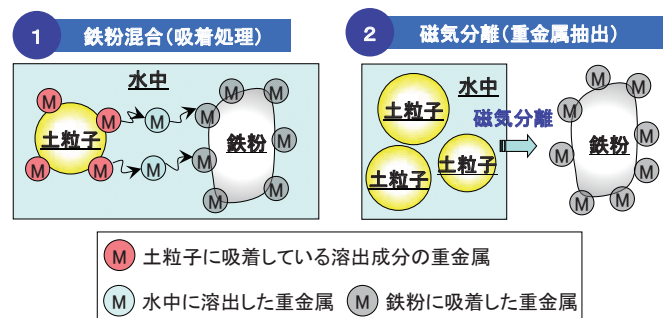 1 鉄粉混合(吸着処理)
水中
M M M M M
土粒子 M M 鉄粉 M
M M M M M M
2 磁気分離(重金属抽出)
水中
磁気分離
土粒子
土粒子 土粒子
鉄粉
M M M M M M M M
M 土粒子に吸着している溶出成分の重金属
M 水中に溶出した重金属 M 鉄粉に吸着した重金属